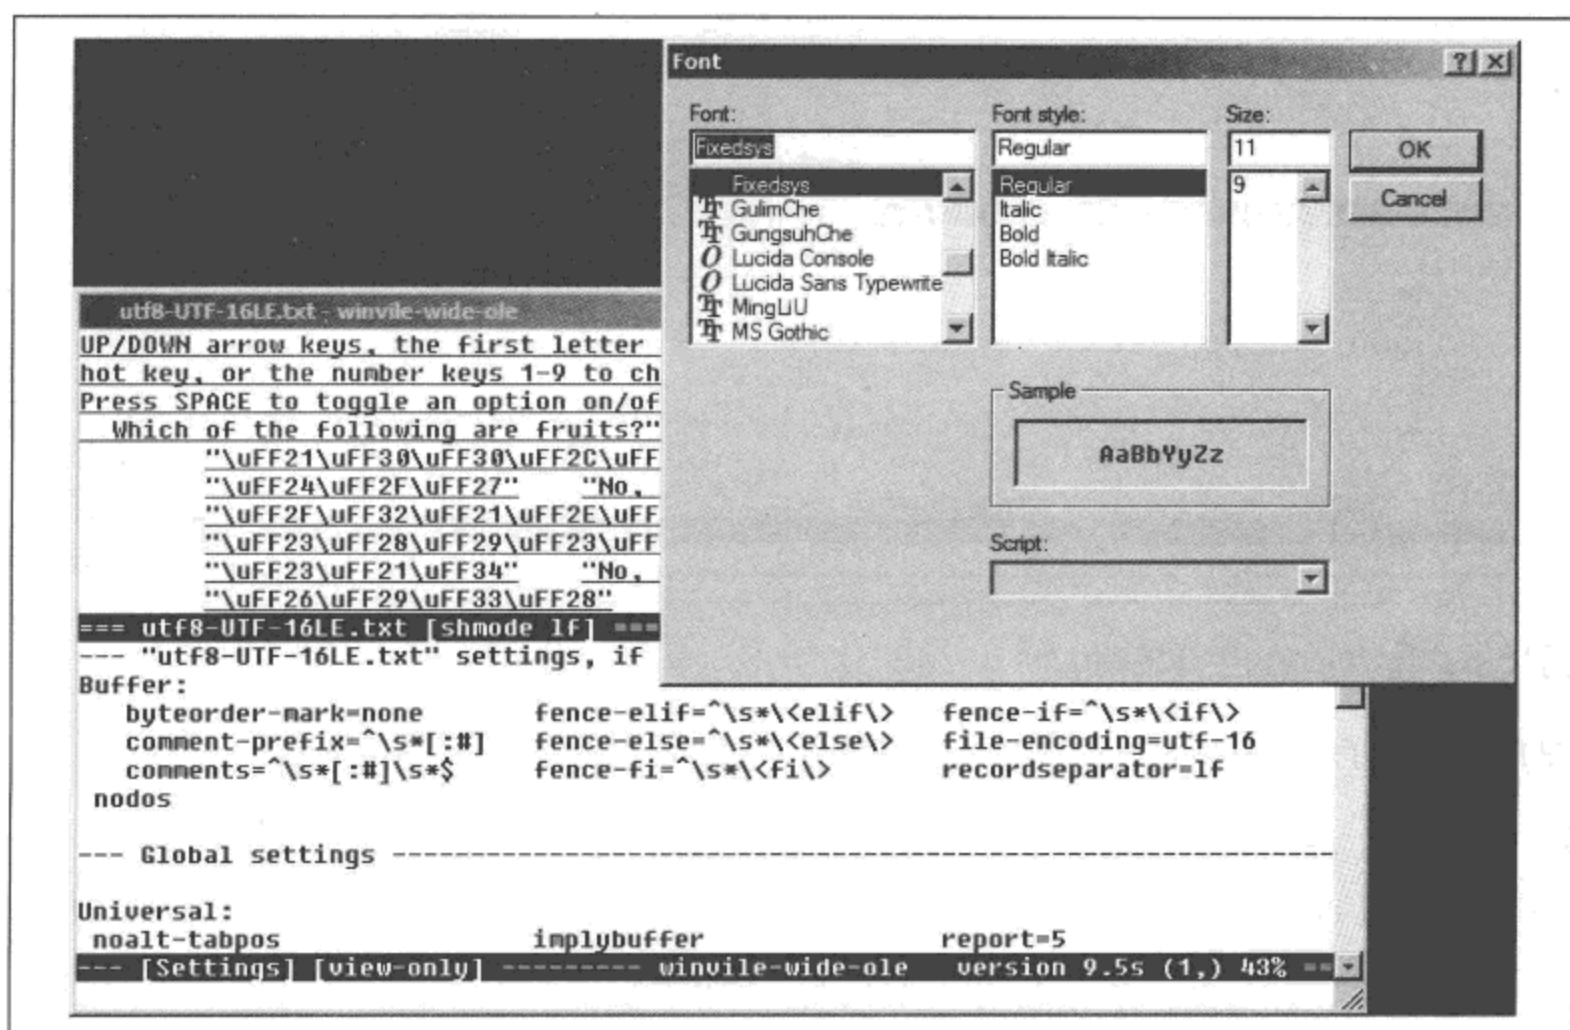 Font
Font: Font style: Size:
Fixedsys Regular 11 OK
Fixedsys Regular 9 Cancel
GulimChe Italic
GungsuhChe Bold
Lucida Console Bold Italic
Lucida Sans Typewrite
MingLiU
MS Gothic
Sample
AaBbYyZz
Script:
utf8-UTF-16LE.txt - winvile-wide-ole
UP/DOWN arrow keys, the first letter
hot key, or the number keys 1-9 to ch
Press SPACE to toggle an option on/of
Which of the following are fruits?"
"\uFF21\uFF30\uFF30\uFF2C\uFF
"\uFF24\uFF2F\uFF27" "No,
"\uFF2F\uFF32\uFF21\uFF2E\uFF
"\uFF23\uFF28\uFF29\uFF23\uFF
"\uFF23\uFF21\uFF34" "No,
"\uFF26\uFF29\uFF33\uFF28"
=== utf8-UTF-16LE.txt [shmode lf] ===
--- "utf8-UTF-16LE.txt" settings, if
Buffer:
byteorder-mark=none fence-elif=^\s*\<elif\> fence-if=^\s*\<if\>
comment-prefix=^\s*[:#] fence-else=^\s*\<else\> file-encoding=utf-16
comments=^\s*[:#]\s*$ fence-fi=^\s*\<fi\> recordseparator=lf
nodos
--- Global settings ------------------------------------------------------------
Universal:
noalt-tabpos implybuffer report=5
--- [Settings] [view-only] --------- winvile-wide-ole version 9.5s (1,) 43% ==